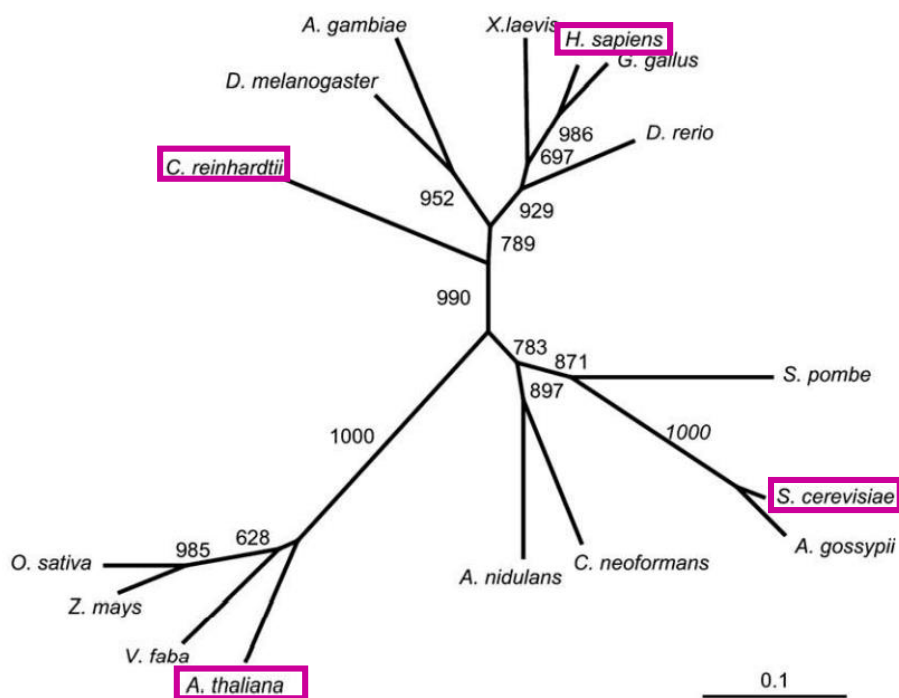 A. gambiae
X.laevis
H. sapiens
G. gallus
D. melanogaster
986
D. rerio
697
C. reinhardtii
952
929
789
990
783
871
S. pombe
897
1000
1000
S. cerevisiae
A. gossypii
628
985
O. sativa
C. neoformans
A. nidulans
Z. mays
V. faba
A. thaliana
0.1